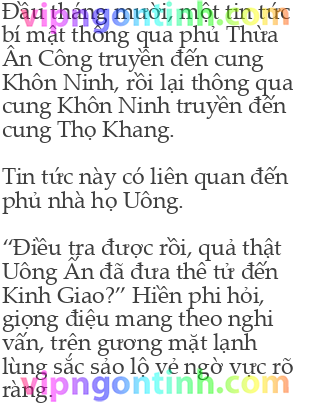 Đầu tháng mười, một tin tức
vipngontinh.com
bí mật thông qua phủ Thừa
Ân Công truyền đến cung
Khôn Ninh, rồi lại thông qua
cung Khôn Ninh truyền đến
cung Thọ Khang.
Tin tức này có liên quan đến
phủ nhà họ Uông.
“Điều tra được rồi, quả thật
Uông Ấn đã đưa thê tử đến
Kinh Giao?” Hiền phi hỏi,
giọng điệu mang theo nghi
vấn, trên gương mặt lạnh
lùng sắc sảo lộ vẻ ngờ vực rõ
ràng.
vipngontinh.com